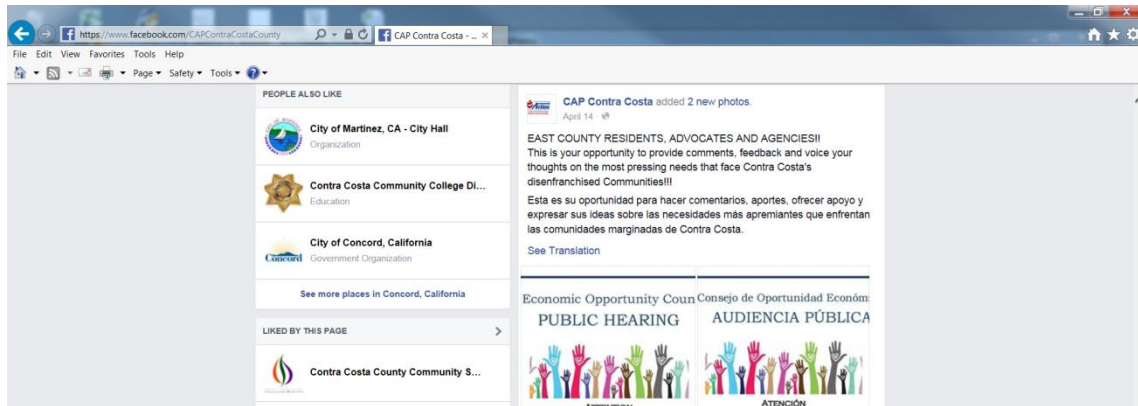 https://www.facebook.com/CAPContraCostaCounty
CAP Contra Costa - ...
File Edit View Favorites Tools Help
Page Safety Tools
PEOPLE ALSO LIKE
City of Martinez, CA - City Hall
Organization
Contra Costa Community College Di...
Education
City of Concord, California
Concord
Government Organization
See more places in Concord, California
LIKED BY THIS PAGE
Contra Costa County Community S...
CAP Contra Costa added 2 new photos.
April 14
EAST COUNTY RESIDENTS, ADVOCATES AND AGENCIES!!
This is your opportunity to provide comments, feedback and voice your
thoughts on the most pressing needs that face Contra Costa's
disenfranchised Communities!!!
Esta es su oportunidad para hacer comentarios, aportes, ofrecer apoyo y
expresar sus ideas sobre las necesidades más apremiantes que enfrentan
las comunidades marginadas de Contra Costa.
See Translation
Economic Opportunity Coun
PUBLIC HEARING
Consejo de Oportunidad Económi
AUDIENCIA PÚBLICA
ATENCIÓN